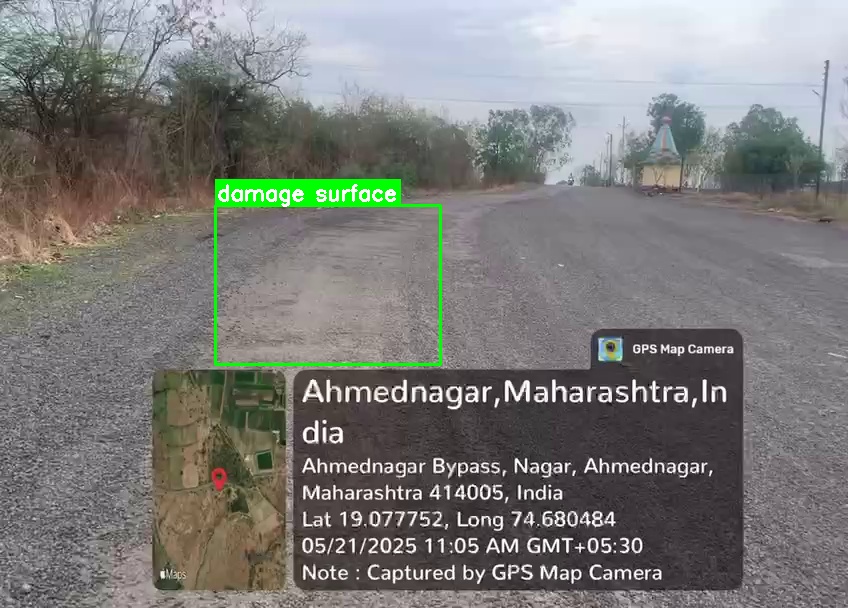 damage surface
GPS Map Camera
Ahmednagar,Maharashtra,In
dia
Ahmednagar Bypass, Nagar, Ahmednagar,
Maharashtra 414005, India
Lat 19.077752, Long 74.680484
05/21/2025 11:05 AM GMT+05:30
Note : Captured by GPS Map Camera
Maps